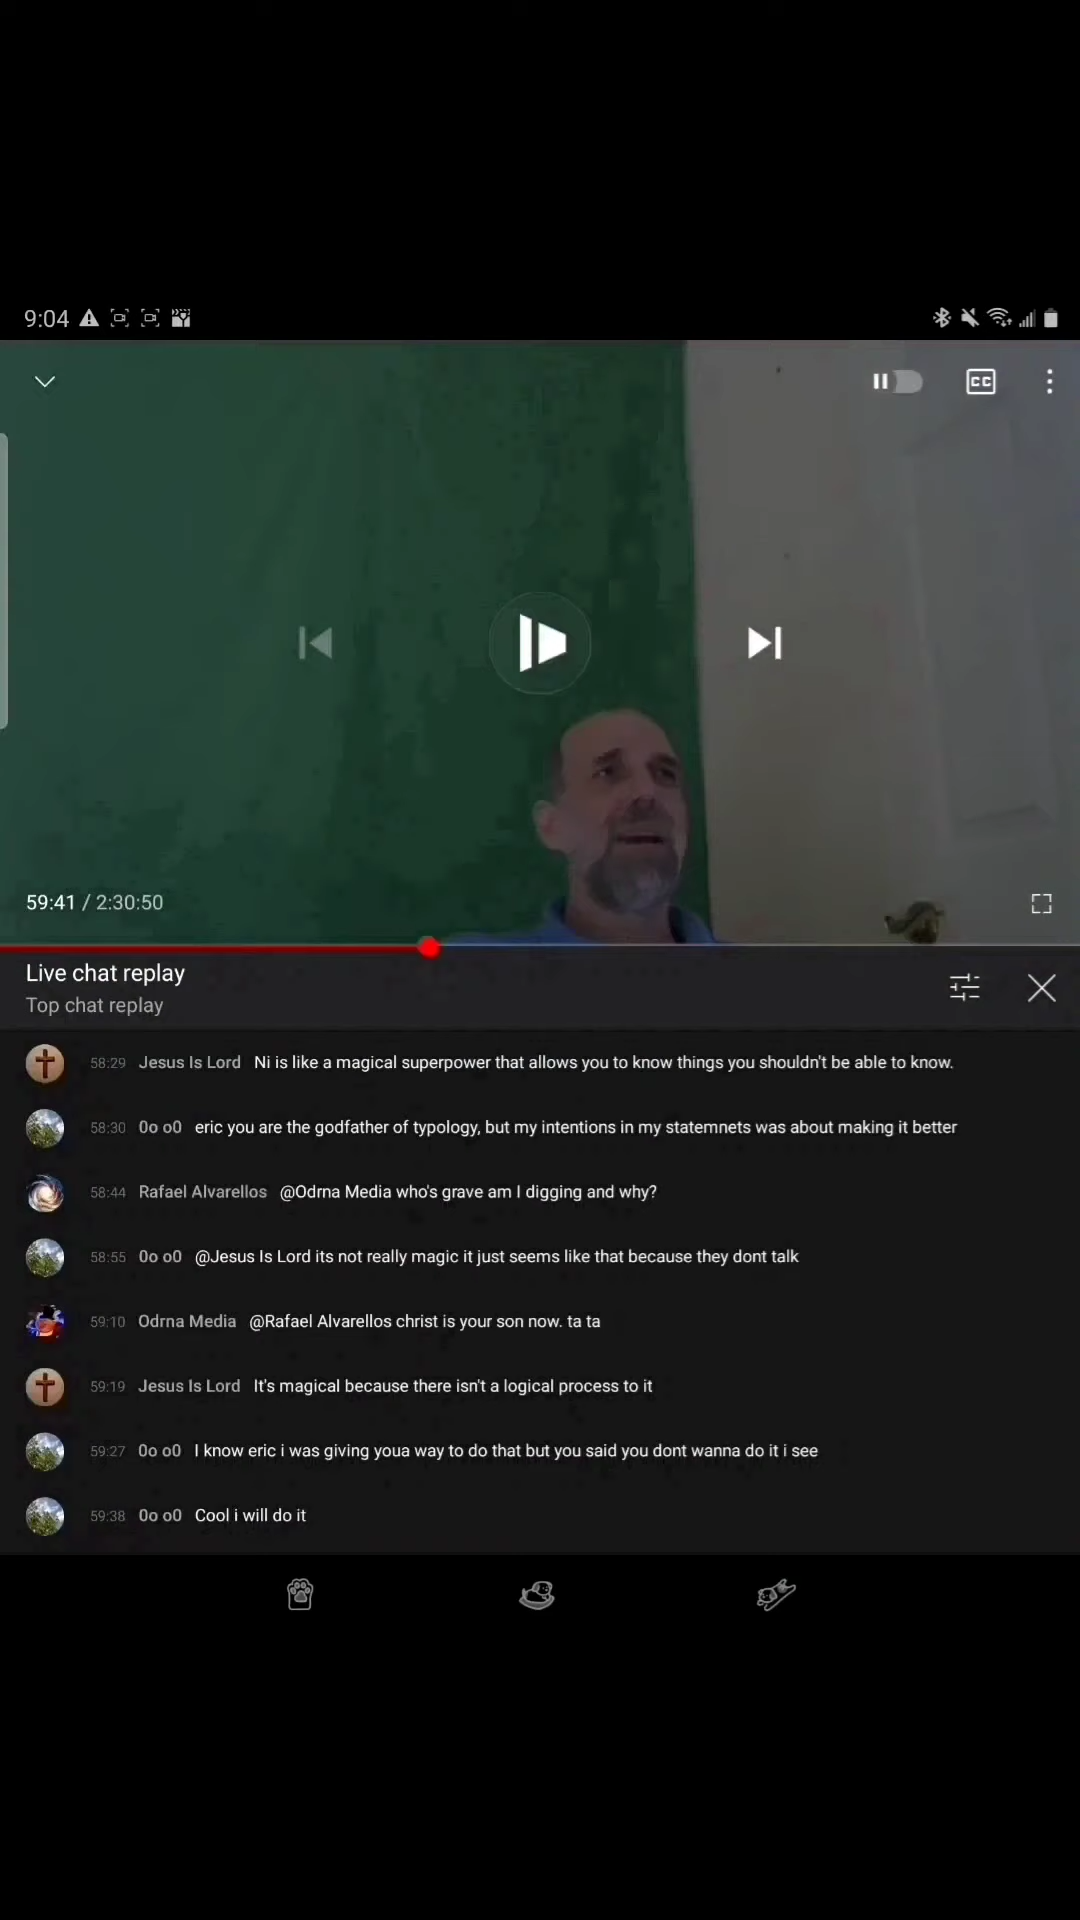 9:04
CC
59:41 / 2:30:50
Live chat replay
Top chat replay
58:29 Jesus Is Lord Ni is like a magical superpower that allows you to know things you shouldn't be able to know.
58:30 0o o0 eric you are the godfather of typology, but my intentions in my statemnets was about making it better
58:44 Rafael Alvarellos @Odrna Media who's grave am I digging and why?
58:55 0o o0 @Jesus Is Lord its not really magic it just seems like that because they dont talk
59:10 Odrna Media @Rafael Alvarellos christ is your son now. ta ta
59:19 Jesus Is Lord It's magical because there isn't a logical process to it
59:27 0o o0 I know eric i was giving youa way to do that but you said you dont wanna do it i see
59:38 0o o0 Cool i will do it